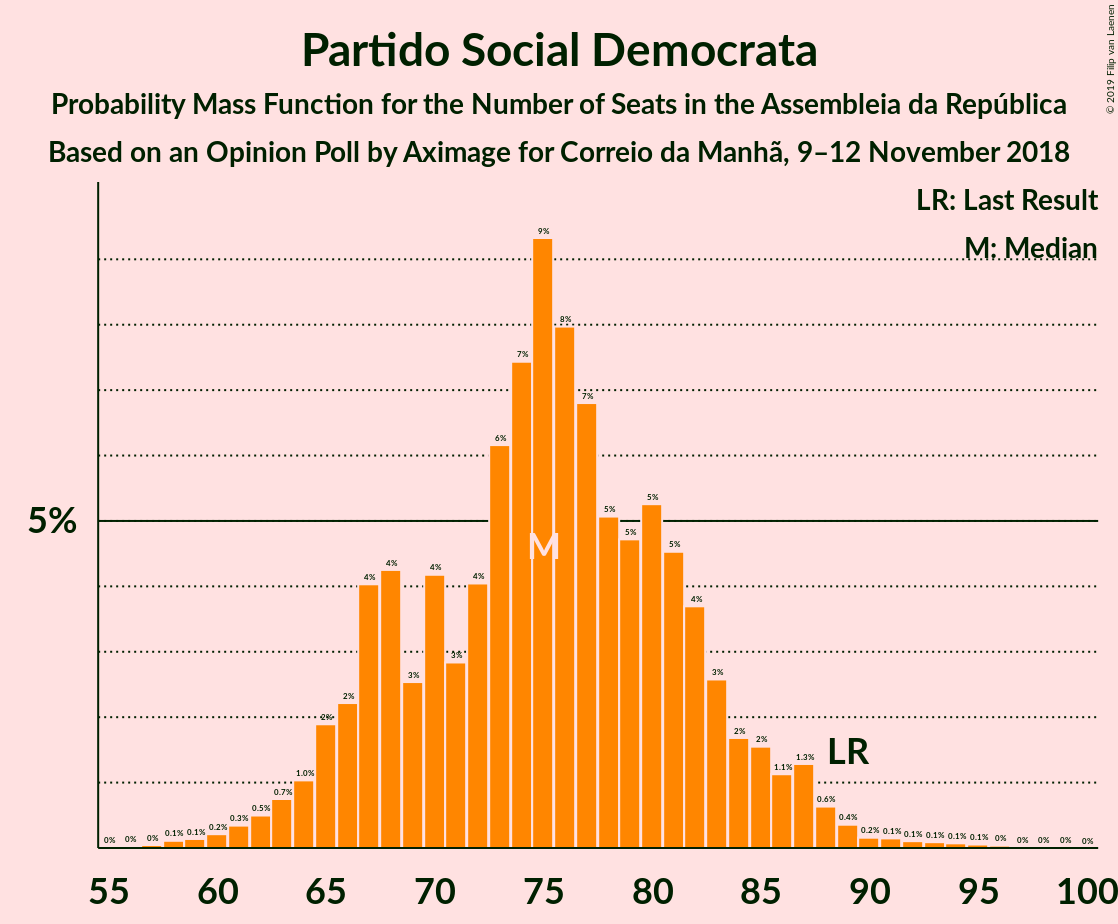 Partido Social Democrata
Probability Mass Function for the Number of Seats in the Assembleia da República
Based on an Opinion Poll by Aximage for Correio da Manhã, 9–12 November 2018
© 2019 Filip van Laenen
LR: Last Result
M: Median
5%
0% 0% 0% 0.1% 0.1% 0.2% 0.3% 0.5% 0.7% 1.0% 2% 2% 4% 4% 3% 4% 3% 4% 6% 7% 9% 8% 7% 5% 5% 5% 5% 4% 3% 2% 2% 1.1% 1.3% 0.6% 0.4% 0.2% 0.1% 0.1% 0.1% 0.1% 0.1% 0% 0% 0% 0% 0%
M
LR
55 60 65 70 75 80 85 90 95 100